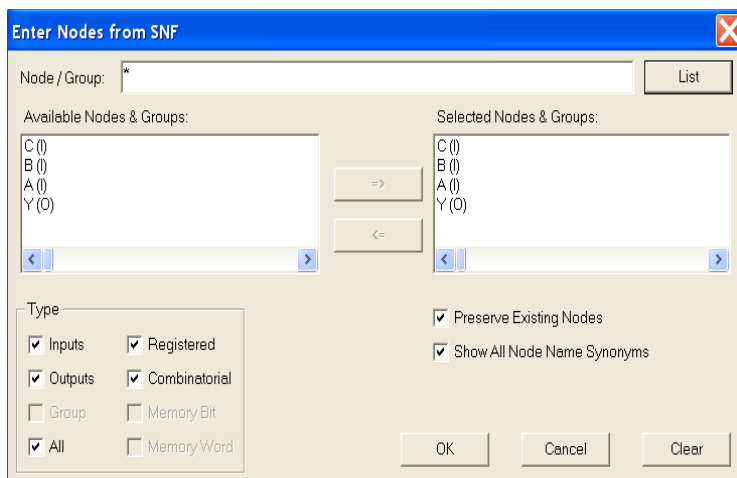 Enter Nodes from SNF
Node / Group: * List
Available Nodes & Groups: Selected Nodes & Groups:
C (I) C (I)
B (I) B (I)
A (I) => A (I)
Y (O) Y (O)
<=
Type
Preserve Existing Nodes
Inputs Registered
Show All Node Name Synonyms
Outputs Combinatorial
Group Memory Bit
All Memory Word OK Cancel Clear